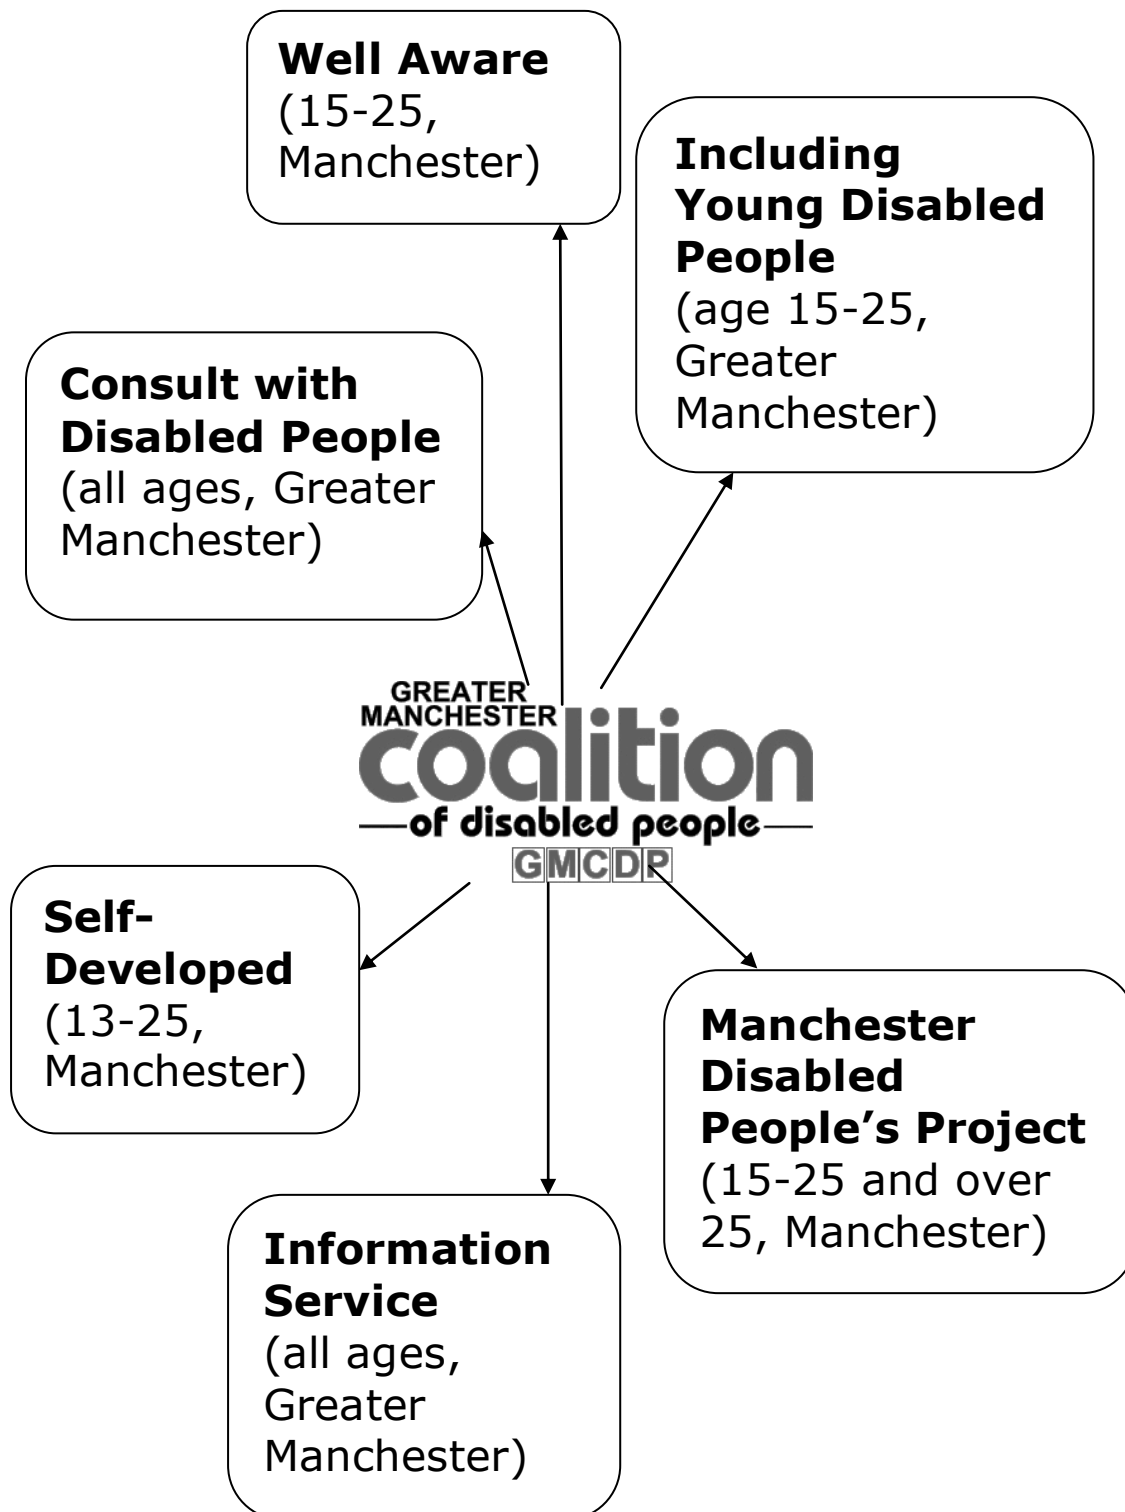 Well Aware
(15-25,
Manchester)
Including
Young Disabled
People
(age 15-25,
Greater
Manchester)
Consult with
Disabled People
(all ages, Greater
Manchester)
GREATER
MANCHESTER
coalition
of disabled people
GMCDP
Self-
Developed
(13-25,
Manchester)
Manchester
Disabled
People’s Project
(15-25 and over
25, Manchester)
Information
Service
(all ages,
Greater
Manchester)